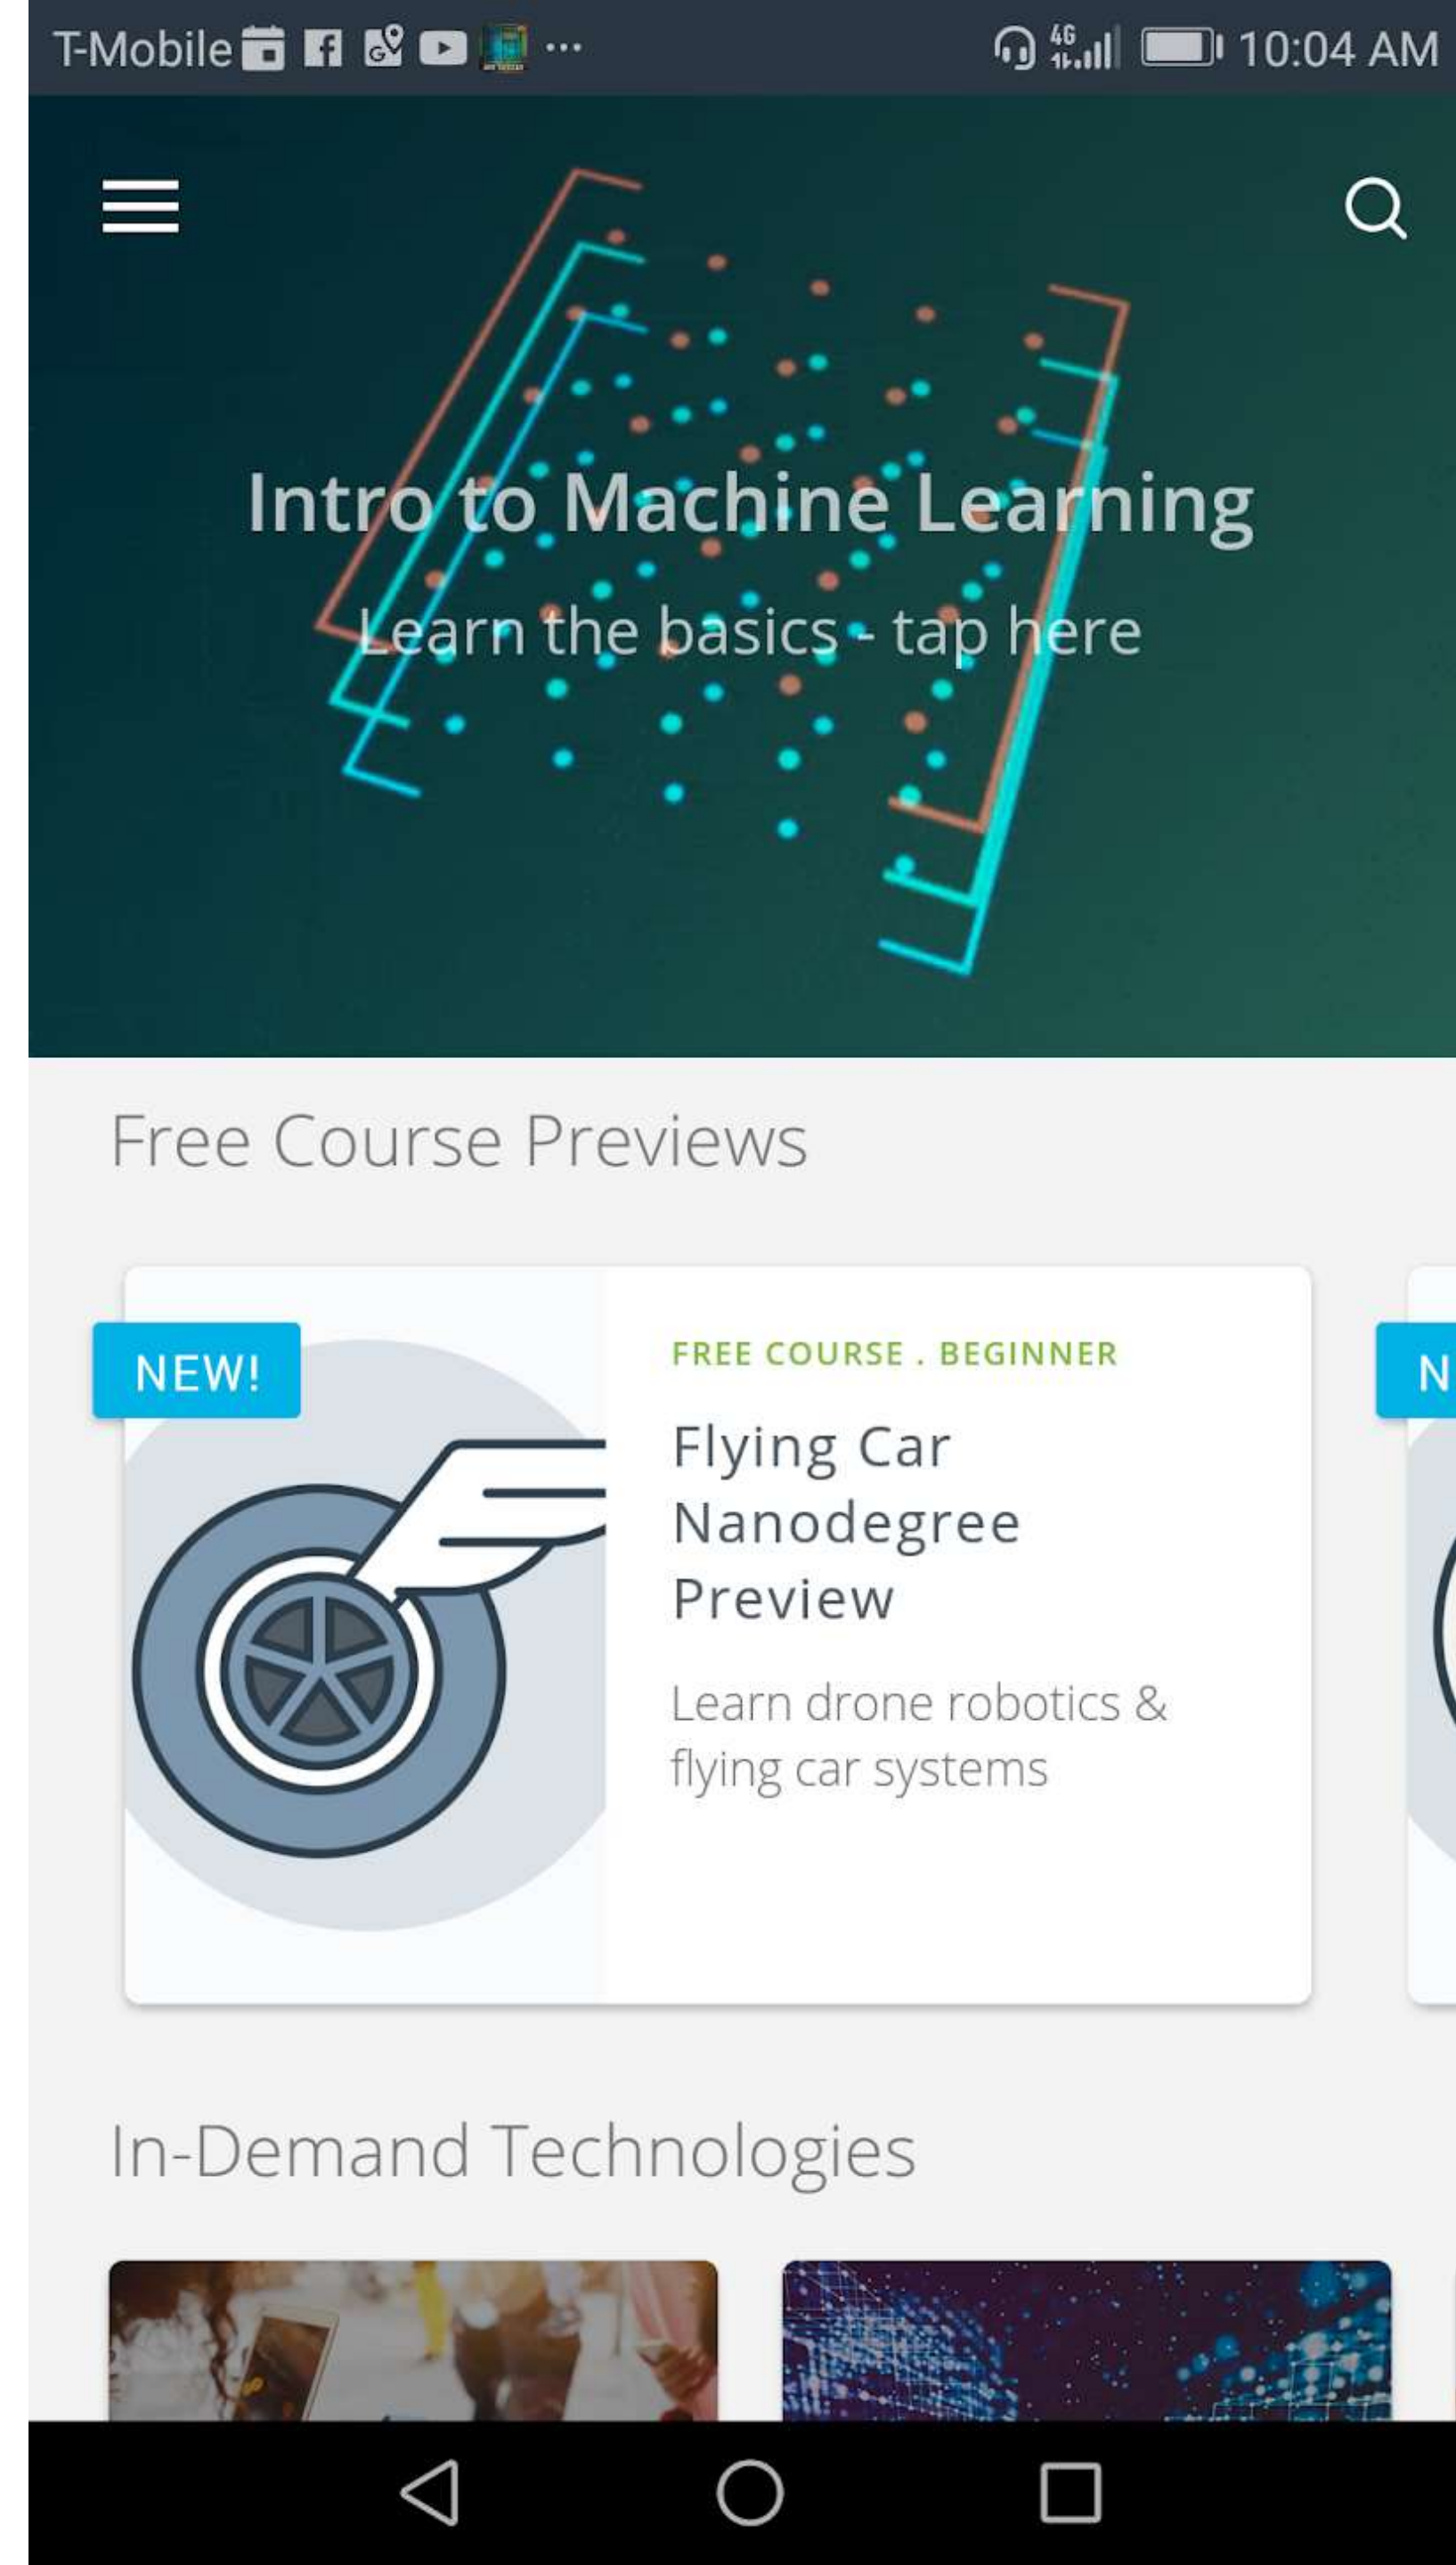 T-Mobile
4G
10:04 AM
Intro to Machine Learning
Learn the basics - tap here
Free Course Previews
NEW!
N
FREE COURSE . BEGINNER
Flying Car
Nanodegree
Preview
Learn drone robotics &
flying car systems
In-Demand Technologies